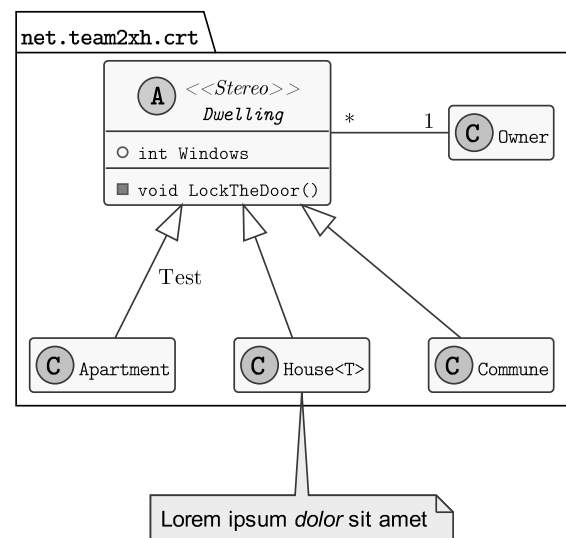 net.team2xh.crt
A <<Stereo>>
Dwelling
int Windows
void LockTheDoor()
* 1
C Owner
Test
C Apartment
C House<T>
C Commune
Lorem ipsum dolor sit amet